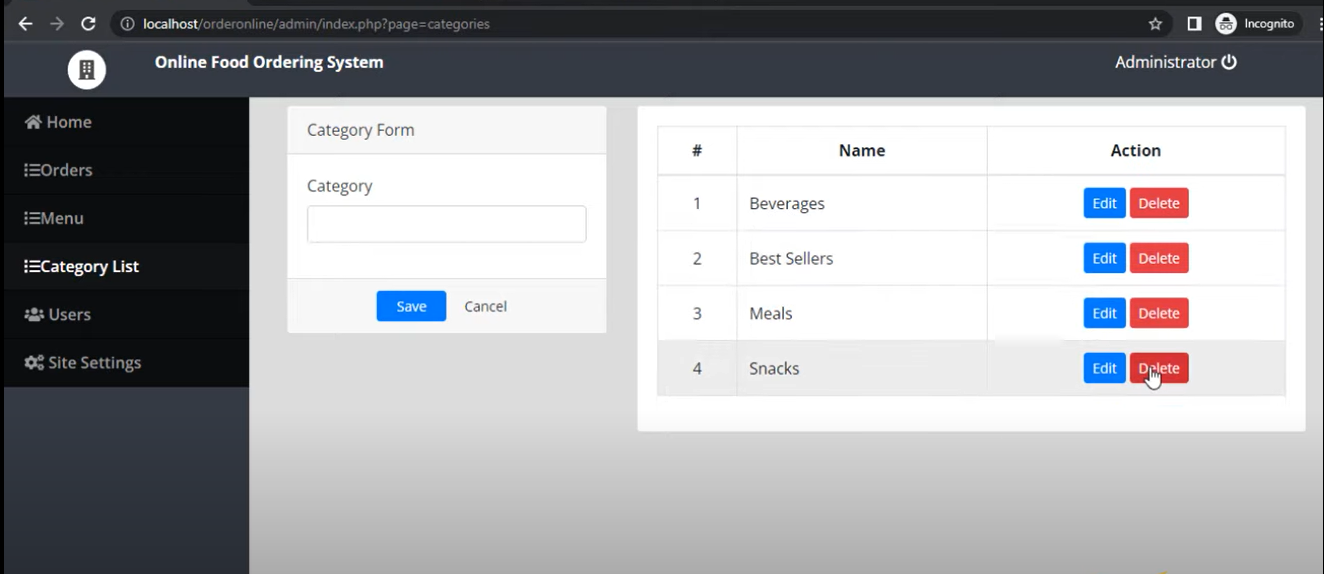 localhost/orderonline/admin/index.php?page=categories
Incognito
Online Food Ordering System
Administrator
Home
Orders
Menu
Category List
Users
Site Settings
Category Form
Category
Save Cancel
# Name Action
1 Beverages Edit Delete
2 Best Sellers Edit Delete
3 Meals Edit Delete
4 Snacks Edit Delete